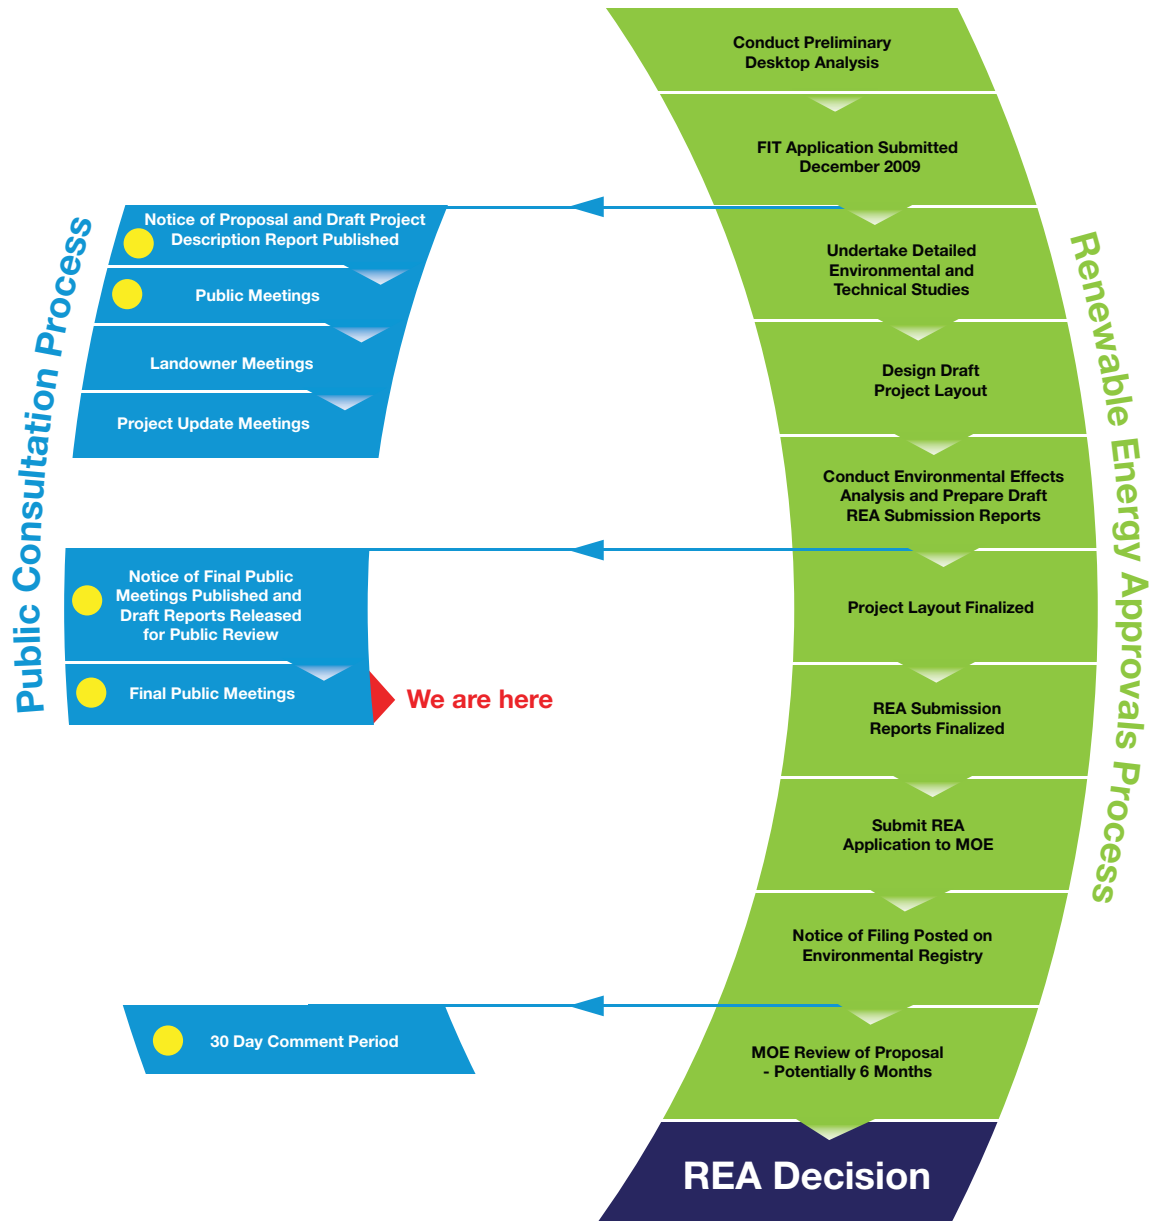 Public Consultation Process
Notice of Proposal and Draft Project
Description Report Published
Public Meetings
Landowner Meetings
Project Update Meetings
Notice of Final Public
Meetings Published and
Draft Reports Released
for Public Review
Final Public Meetings
We are here
30 Day Comment Period
Conduct Preliminary
Desktop Analysis
FIT Application Submitted
December 2009
Undertake Detailed
Environmental and
Technical Studies
Design Draft
Project Layout
Conduct Environmental Effects
Analysis and Prepare Draft
REA Submission Reports
Project Layout Finalized
REA Submission
Reports Finalized
Submit REA
Application to MOE
Notice of Filing Posted on
Environmental Registry
MOE Review of Proposal
- Potentially 6 Months
REA Decision
Renewable Energy Approvals Process